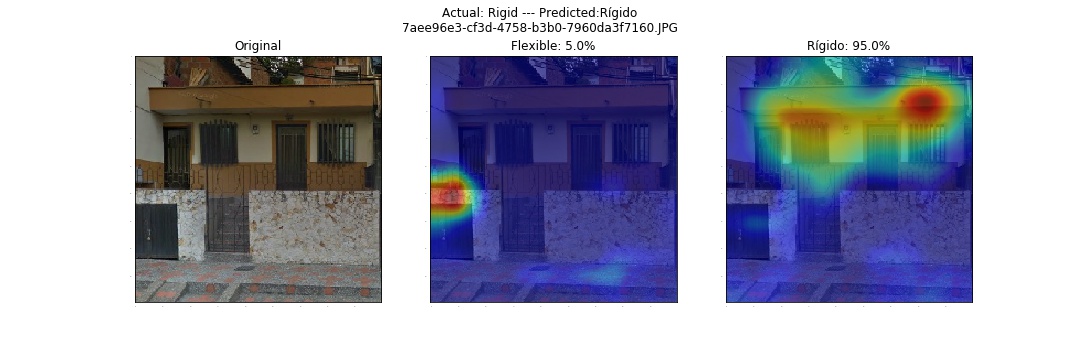 Actual: Rigid --- Predicted:Rígido
7aee96e3-cf3d-4758-b3b0-7960da3f7160.JPG
Original
Flexible: 5.0%
Rígido: 95.0%